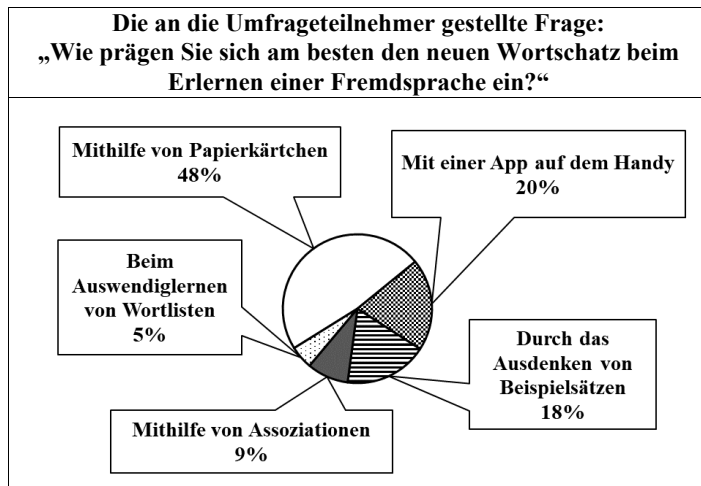 Die an die Umfrageteilnehmer gestellte Frage:
„Wie prägen Sie sich am besten den neuen Wortschatz beim
Erlernen einer Fremdsprache ein?“
Mithilfe von Papierkärtchen
48%
Mit einer App auf dem Handy
20%
Beim
Auswendiglernen
von Wortlisten
5%
Durch das
Ausdenken von
Beispielsätzen
18%
Mithilfe von Assoziationen
9%